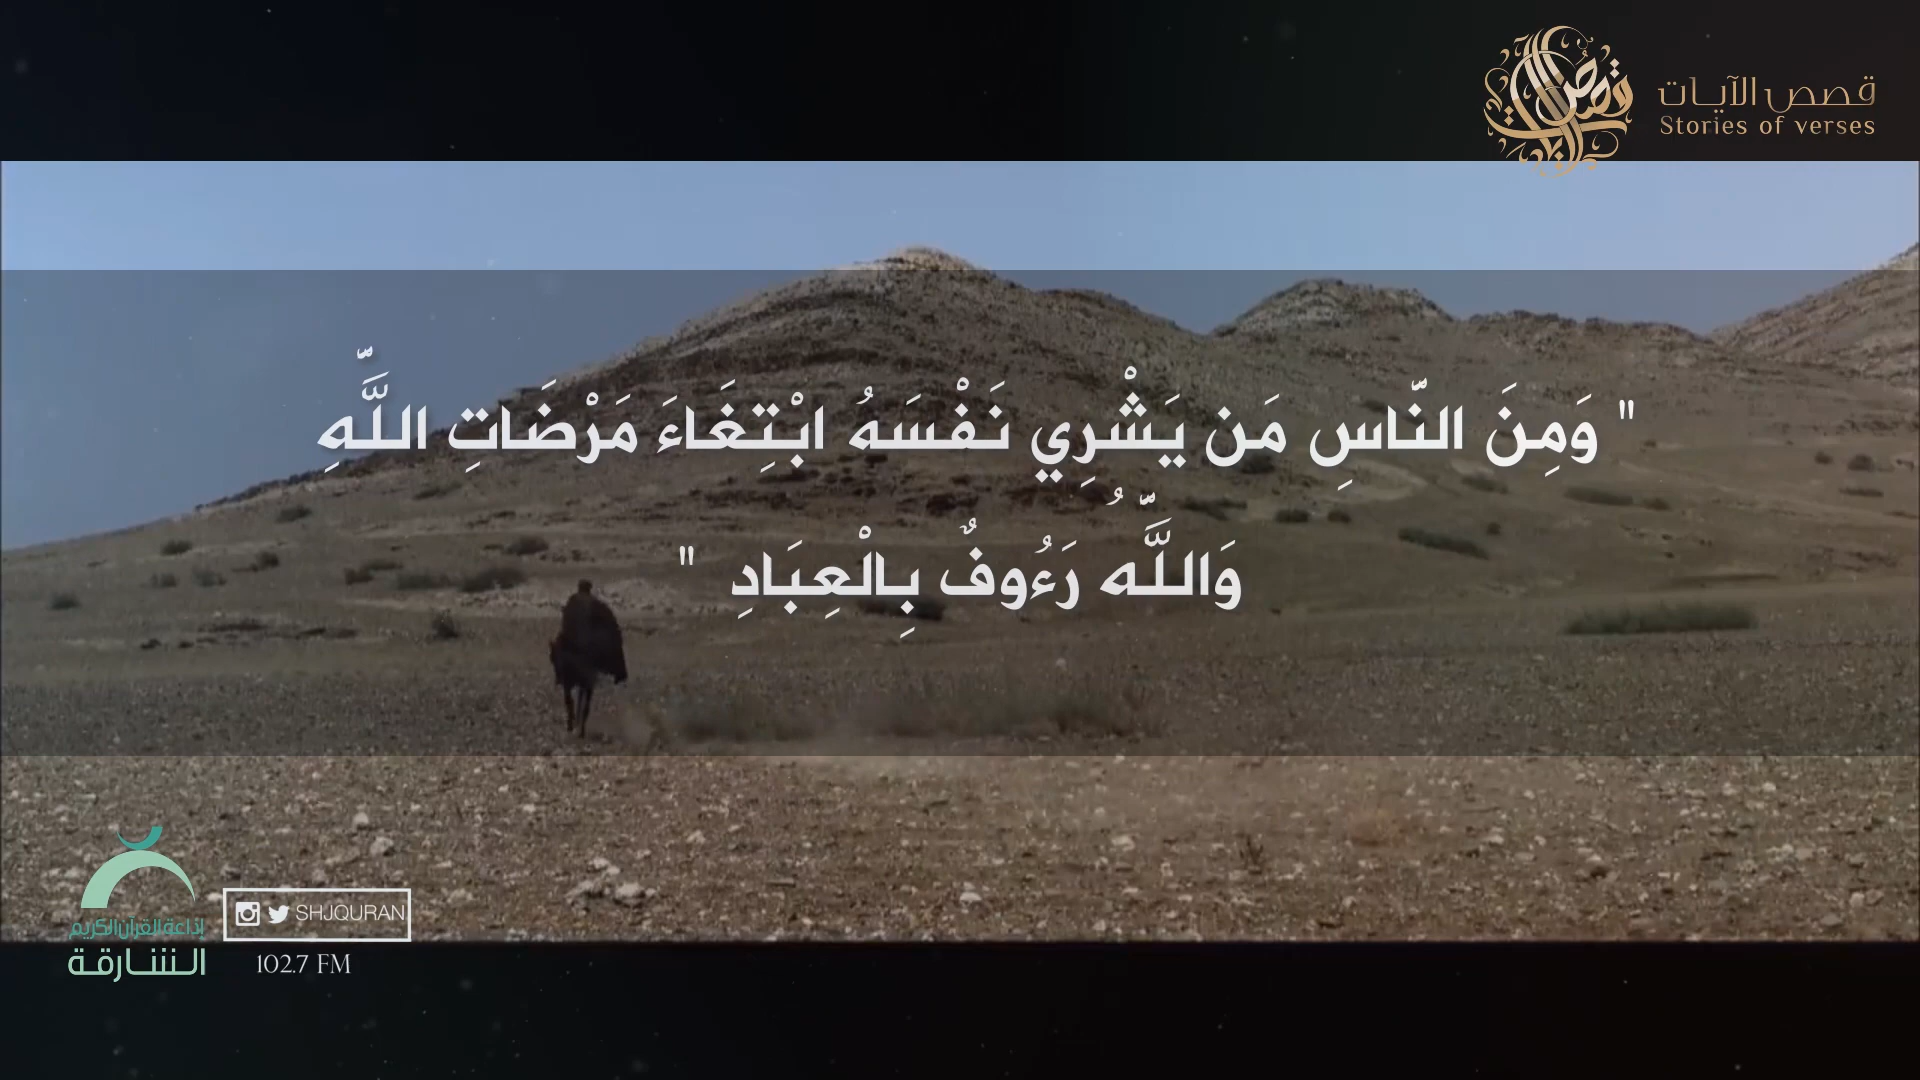 قصص الآيات
Stories of verses
" وَمِنَ النَّاسِ مَن يَشْرِي نَفْسَهُ ابْتِغَاءَ مَرْضَاتِ اللَّهِ
وَاللَّهُ رَءُوفٌ بِالْعِبَادِ "
إذاعة القرآن الكريم
الشارقة
SHJQURAN
102.7 FM